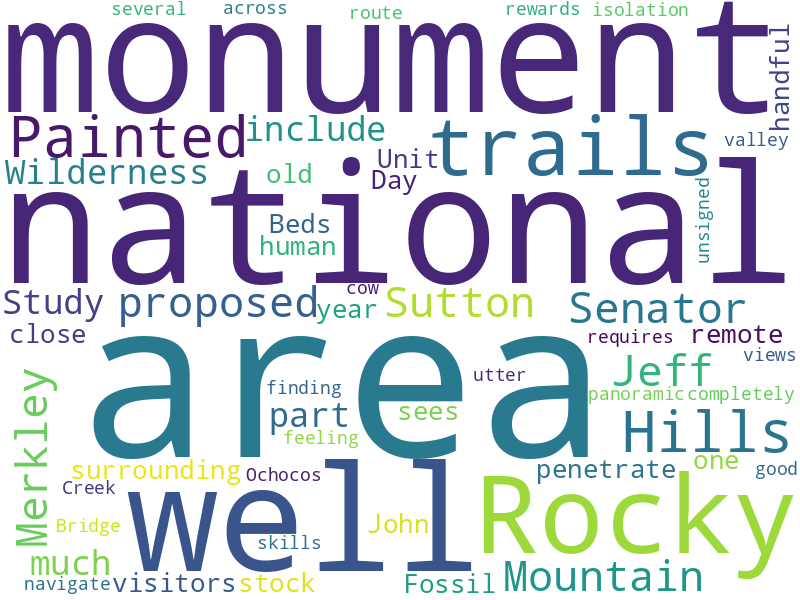 several across route rewards isolation
monument
handful
Painted include trails valley
Wilderness old Unit Day
national
unsigned
Beds
human
cow
Study proposed year Sutton Senator
close area requires remote
views
utter Jeff
finding panoramic completely
part sees Hills
feeling
Merkley
surrounding Ochocos penetrate one good
Creek well Rocky
Bridge John
skills
much
navigate visitors stock Fossil Mountain